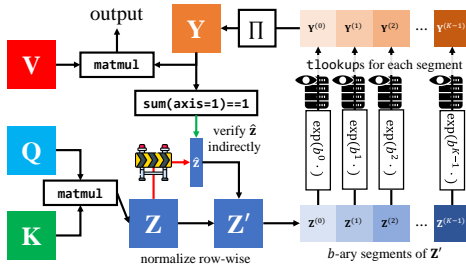 output
Y
∏
Y^(0) Y^(1) Y^(2) ... Y^(K−1)
V
matmul
tlookups for each segment
sum(axis=1)==1
exp(b^0 ·)
exp(b^1 ·)
exp(b^2 ·)
exp(b^{K−1} ·)
verify ẑ
indirectly
Q
ẑ
matmul
K
Z
Z′
Z^(0) Z^(1) Z^(2) ... Z^(K−1)
normalize row-wise
b-ary segments of Z′